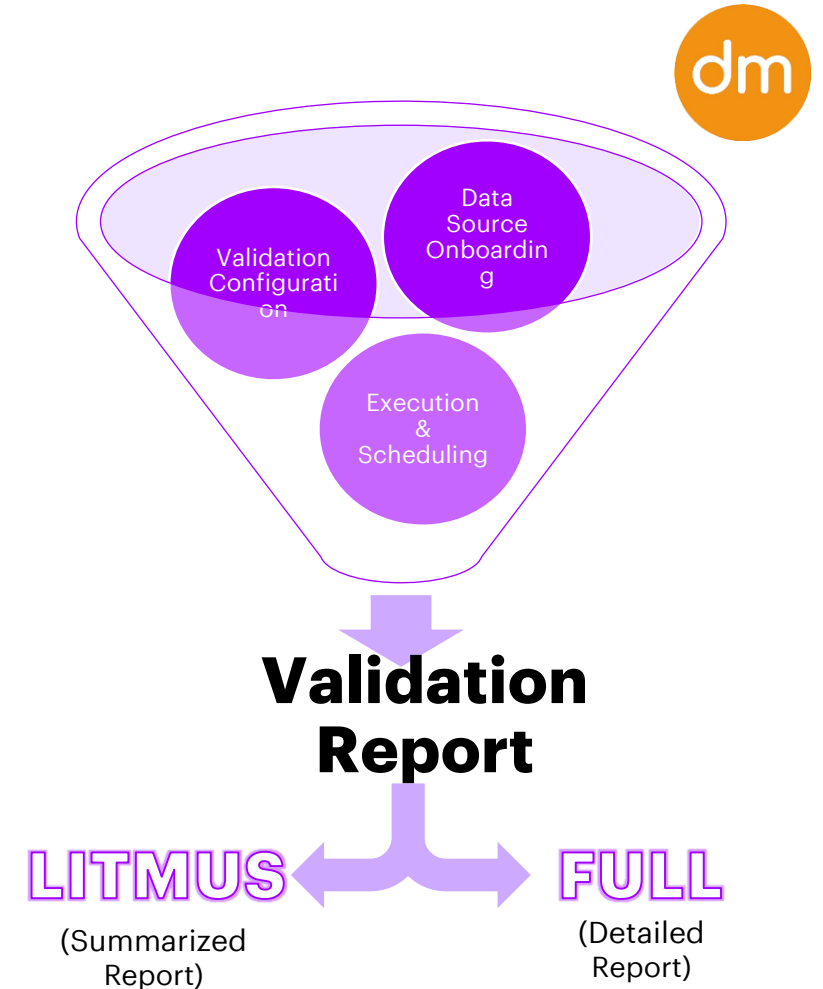 dm
Data
Source
Onboardin
g
Validation
Configurati
on
Execution
&
Scheduling
Validation
Report
LITMUS
(Summarized
Report)
FULL
(Detailed
Report)